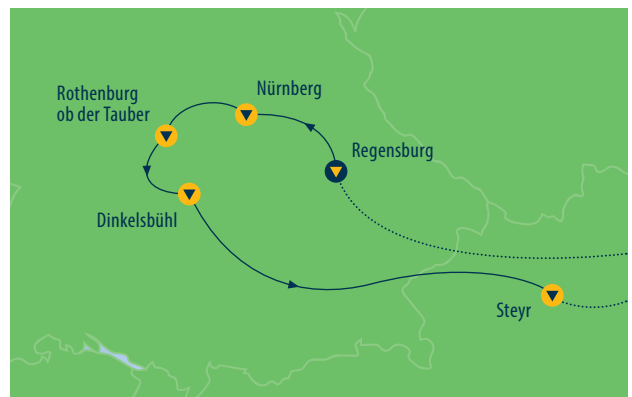 Nürnberg
Rothenburg
ob der Tauber
Regensburg
Dinkelsbühl
Steyr